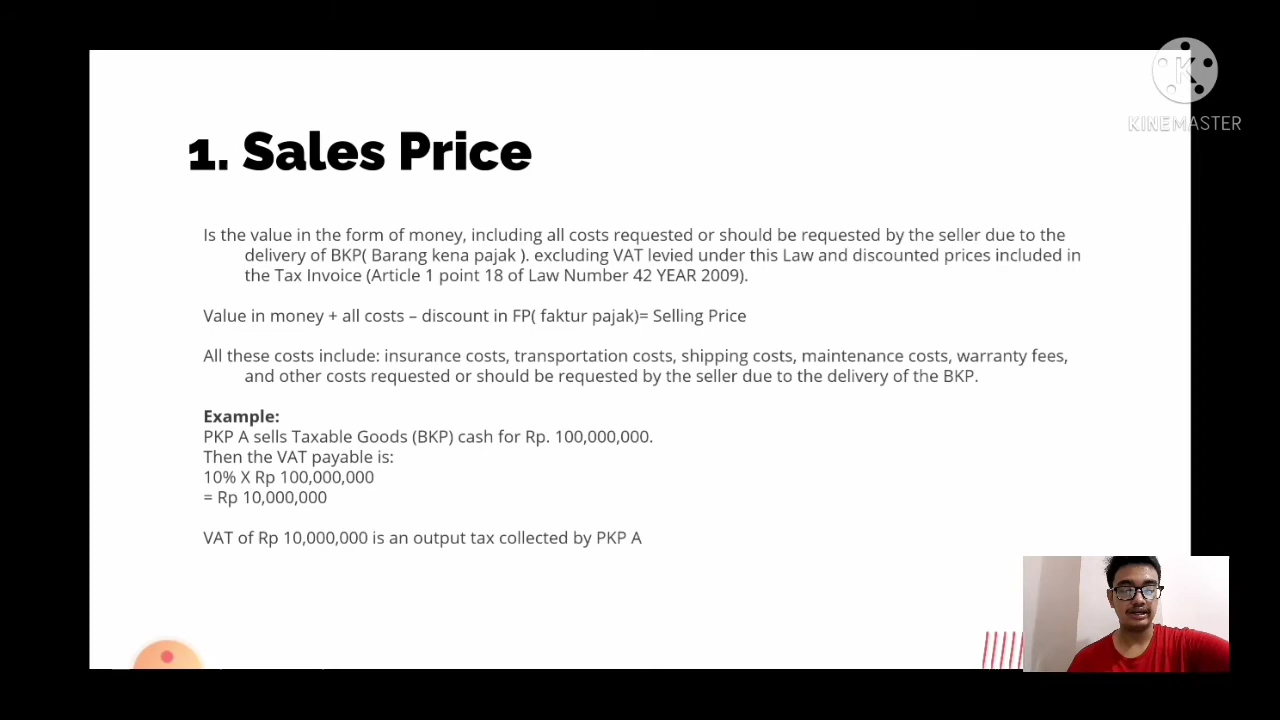 KINEMASTER
1. Sales Price
Is the value in the form of money, including all costs requested or should be requested by the seller due to the
delivery of BKP( Barang kena pajak ). excluding VAT levied under this Law and discounted prices included in
the Tax Invoice (Article 1 point 18 of Law Number 42 YEAR 2009).
Value in money + all costs – discount in FP( faktur pajak)= Selling Price
All these costs include: insurance costs, transportation costs, shipping costs, maintenance costs, warranty fees,
and other costs requested or should be requested by the seller due to the delivery of the BKP.
Example:
PKP A sells Taxable Goods (BKP) cash for Rp. 100,000,000.
Then the VAT payable is:
10% X Rp 100,000,000
= Rp 10,000,000
VAT of Rp 10,000,000 is an output tax collected by PKP A